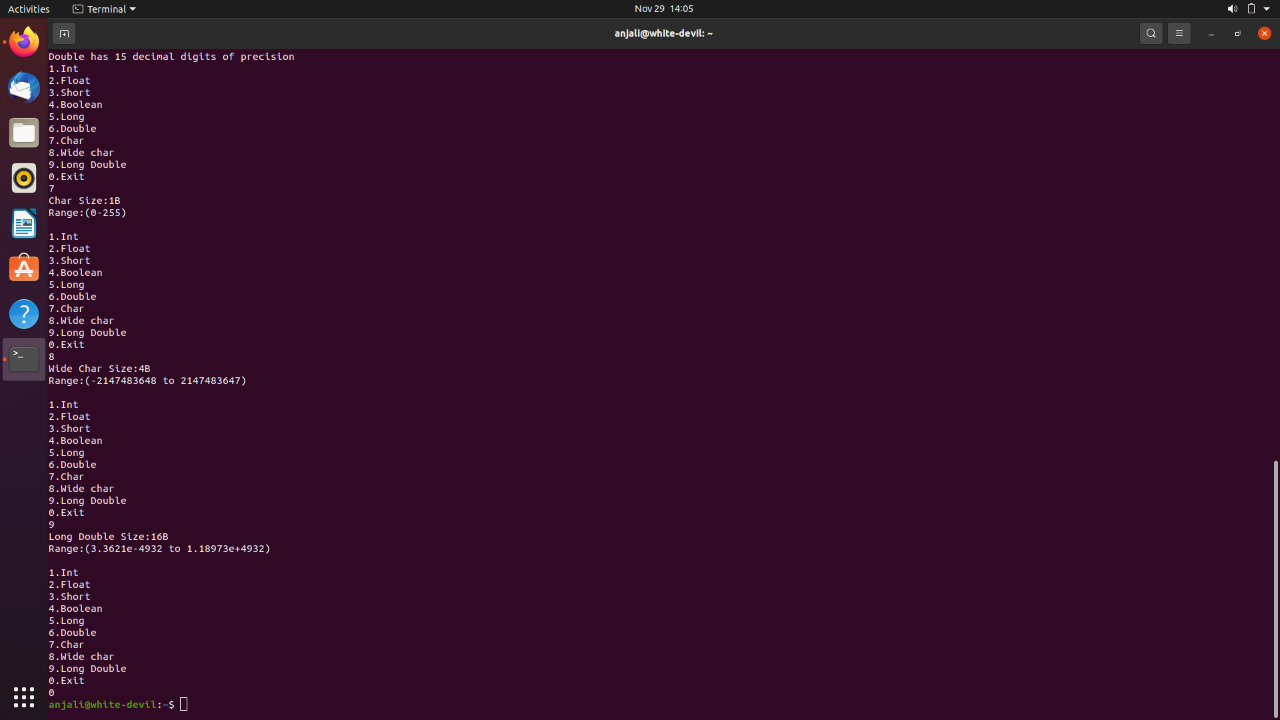 Activities Terminal Nov 29 14:05
anjali@white-devil: ~
Double has 15 decimal digits of precision
1.Int
2.Float
3.Short
4.Boolean
5.Long
6.Double
7.Char
8.Wide char
9.Long Double
0.Exit
7
Char Size:1B
Range:(0-255)
1.Int
2.Float
3.Short
4.Boolean
5.Long
6.Double
7.Char
8.Wide char
9.Long Double
0.Exit
8
Wide Char Size:4B
Range:(-2147483648 to 2147483647)
1.Int
2.Float
3.Short
4.Boolean
5.Long
6.Double
7.Char
8.Wide char
9.Long Double
0.Exit
9
Long Double Size:16B
Range:(3.3621e-4932 to 1.18973e+4932)
1.Int
2.Float
3.Short
4.Boolean
5.Long
6.Double
7.Char
8.Wide char
9.Long Double
0.Exit
0
anjali@white-devil:~$